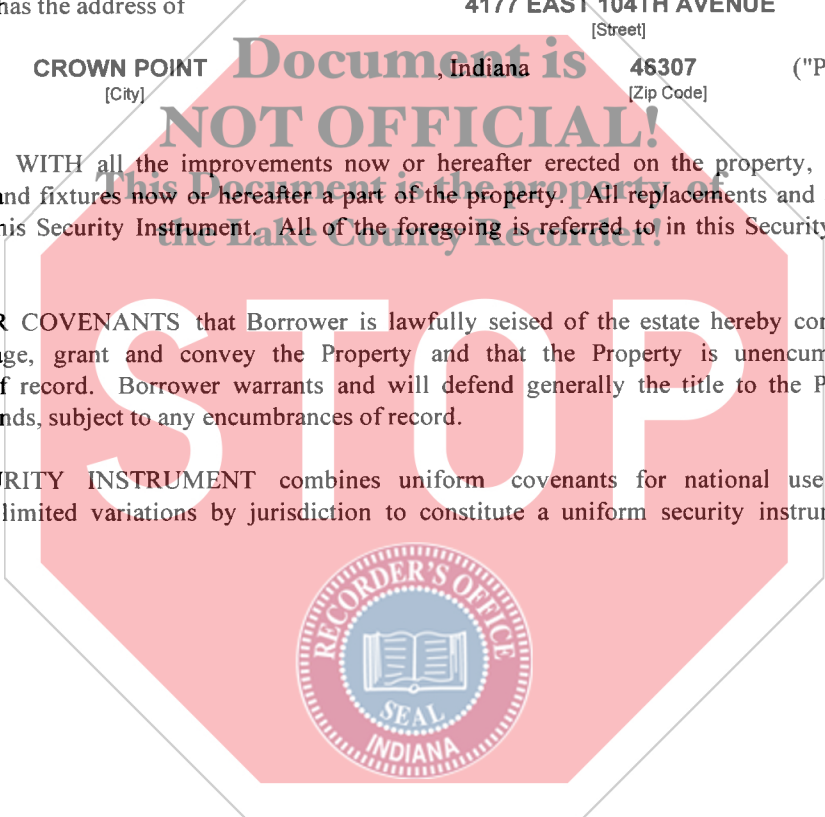 has the address of 4177 EAST 104TH AVENUE
[Street]
CROWN POINT , Indiana 46307 ("P
[City] [Zip Code]
Document is
NOT OFFICIAL!
This Document is the property of
the Lake County Recorder!
WITH all the improvements now or hereafter erected on the property,
and fixtures now or hereafter a part of the property. All replacements and
his Security Instrument. All of the foregoing is referred to in this Security
R COVENANTS that Borrower is lawfully seised of the estate hereby con
age, grant and convey the Property and that the Property is unencum
f record. Borrower warrants and will defend generally the title to the P
nds, subject to any encumbrances of record.
URITY INSTRUMENT combines uniform covenants for national use
limited variations by jurisdiction to constitute a uniform security instru
STOP
RECORDER'S OFFICE
SEAL
INDIANA